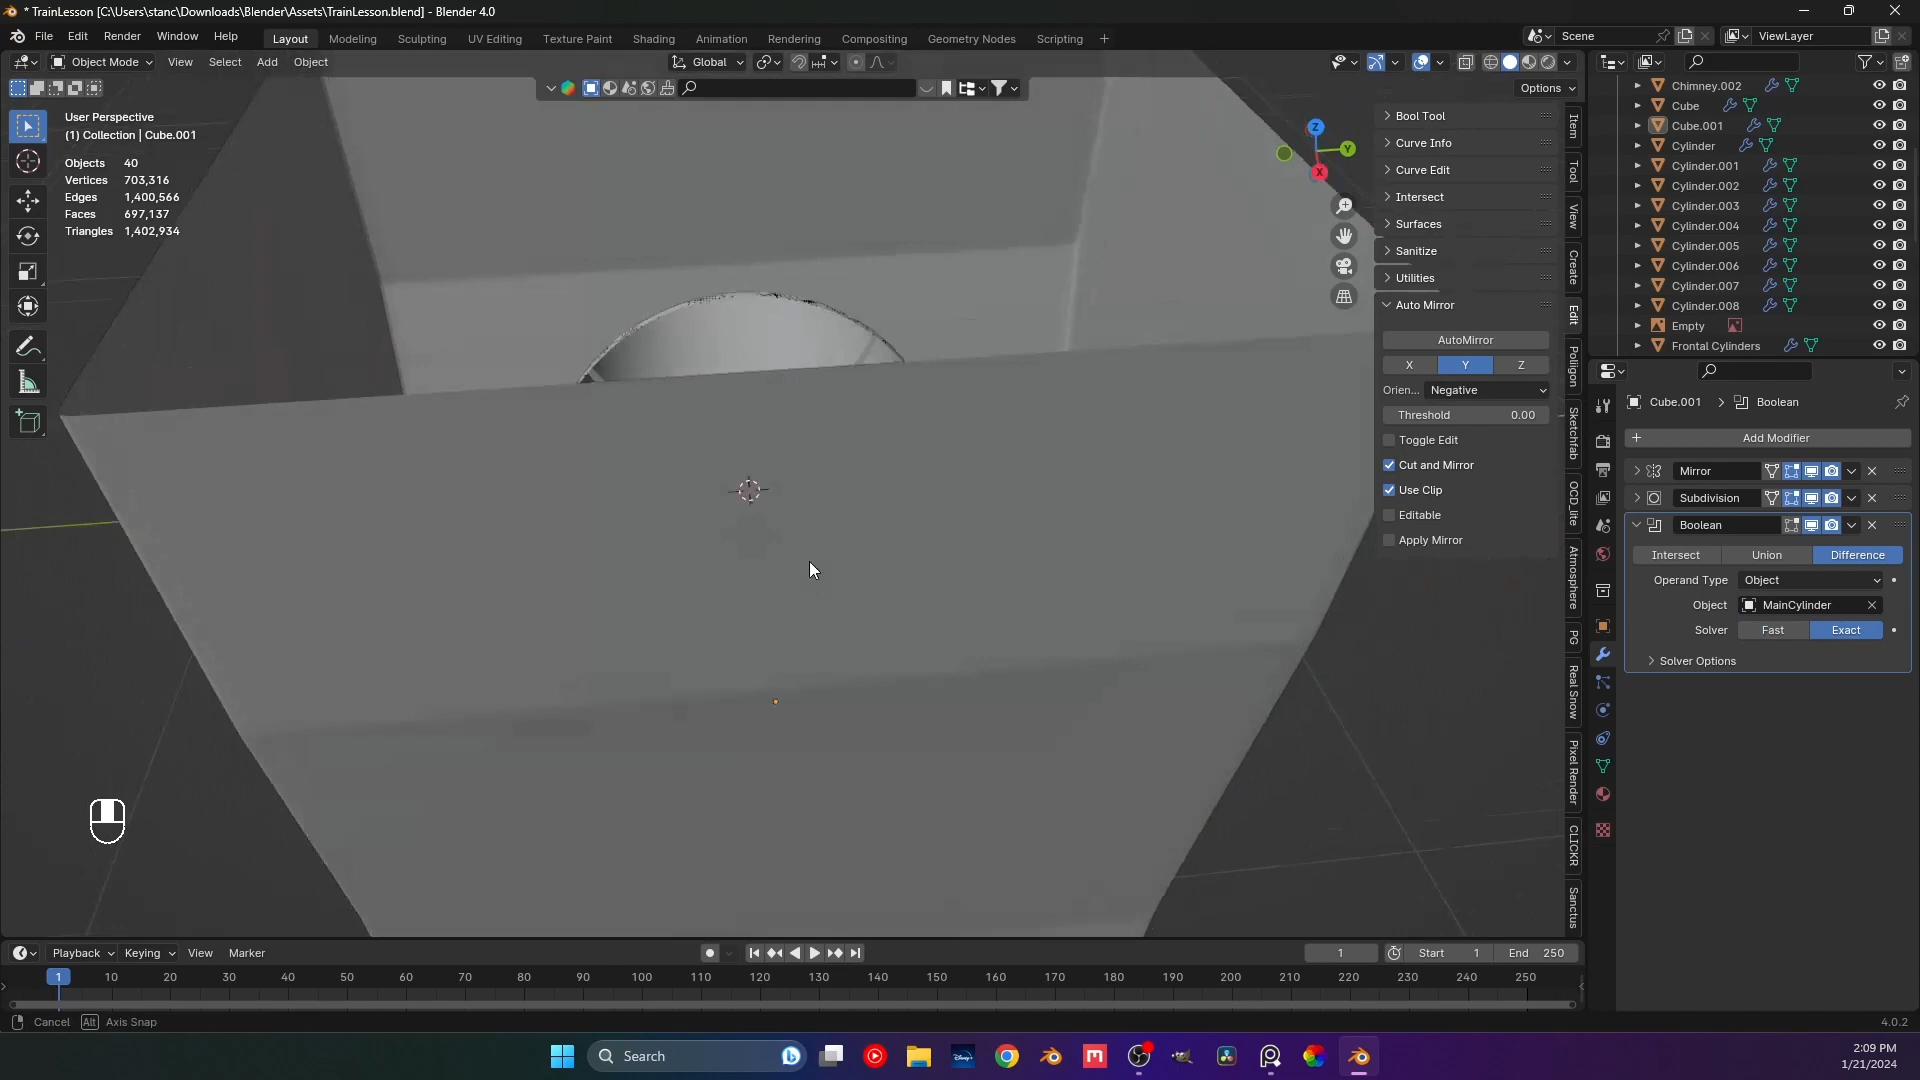 * TrainLesson [C:\Users\stanc\Downloads\Blender\Assets\TrainLesson.blend] - Blender 4.0
File Edit Render Window Help Layout Modeling Sculpting UV Editing Texture Paint Shading Animation Rendering Compositing Geometry Nodes Scripting + Scene ViewLayer
Object Mode View Select Add Object Global
Options
User Perspective
(1) Collection | Cube.001
Objects 40
Vertices 703,316
Edges 1,400,566
Faces 697,137
Triangles 1,402,934
Z
Y
X
Bool Tool
Curve Info
Curve Edit
Intersect
Surfaces
Sanitize
Utilities
Auto Mirror
AutoMirror
X Y Z
Orien... Negative
Threshold 0.00
Toggle Edit
Cut and Mirror
Use Clip
Editable
Apply Mirror
Item
Tool
View
Create
Edit
Poliigon
Sketchfab
OCD_lite
Atmosphere
PG
Real Snow
Pixel Render
CLICKR
Sanctus
Chimney.002
Cube
Cube.001
Cylinder
Cylinder.001
Cylinder.002
Cylinder.003
Cylinder.004
Cylinder.005
Cylinder.006
Cylinder.007
Cylinder.008
Empty
Frontal Cylinders
Cube.001 > Boolean
+ Add Modifier
Mirror
Subdivision
Boolean
Intersect Union Difference
Operand Type Object
Object MainCylinder
Solver Fast Exact
Solver Options
Playback Keying View Marker 1 Start 1 End 250
1 10 20 30 40 50 60 70 80 90 100 110 120 130 140 150 160 170 180 190 200 210 220 230 240 250
Cancel Alt Axis Snap 4.0.2
Search
Disney+
2:09 PM
1/21/2024